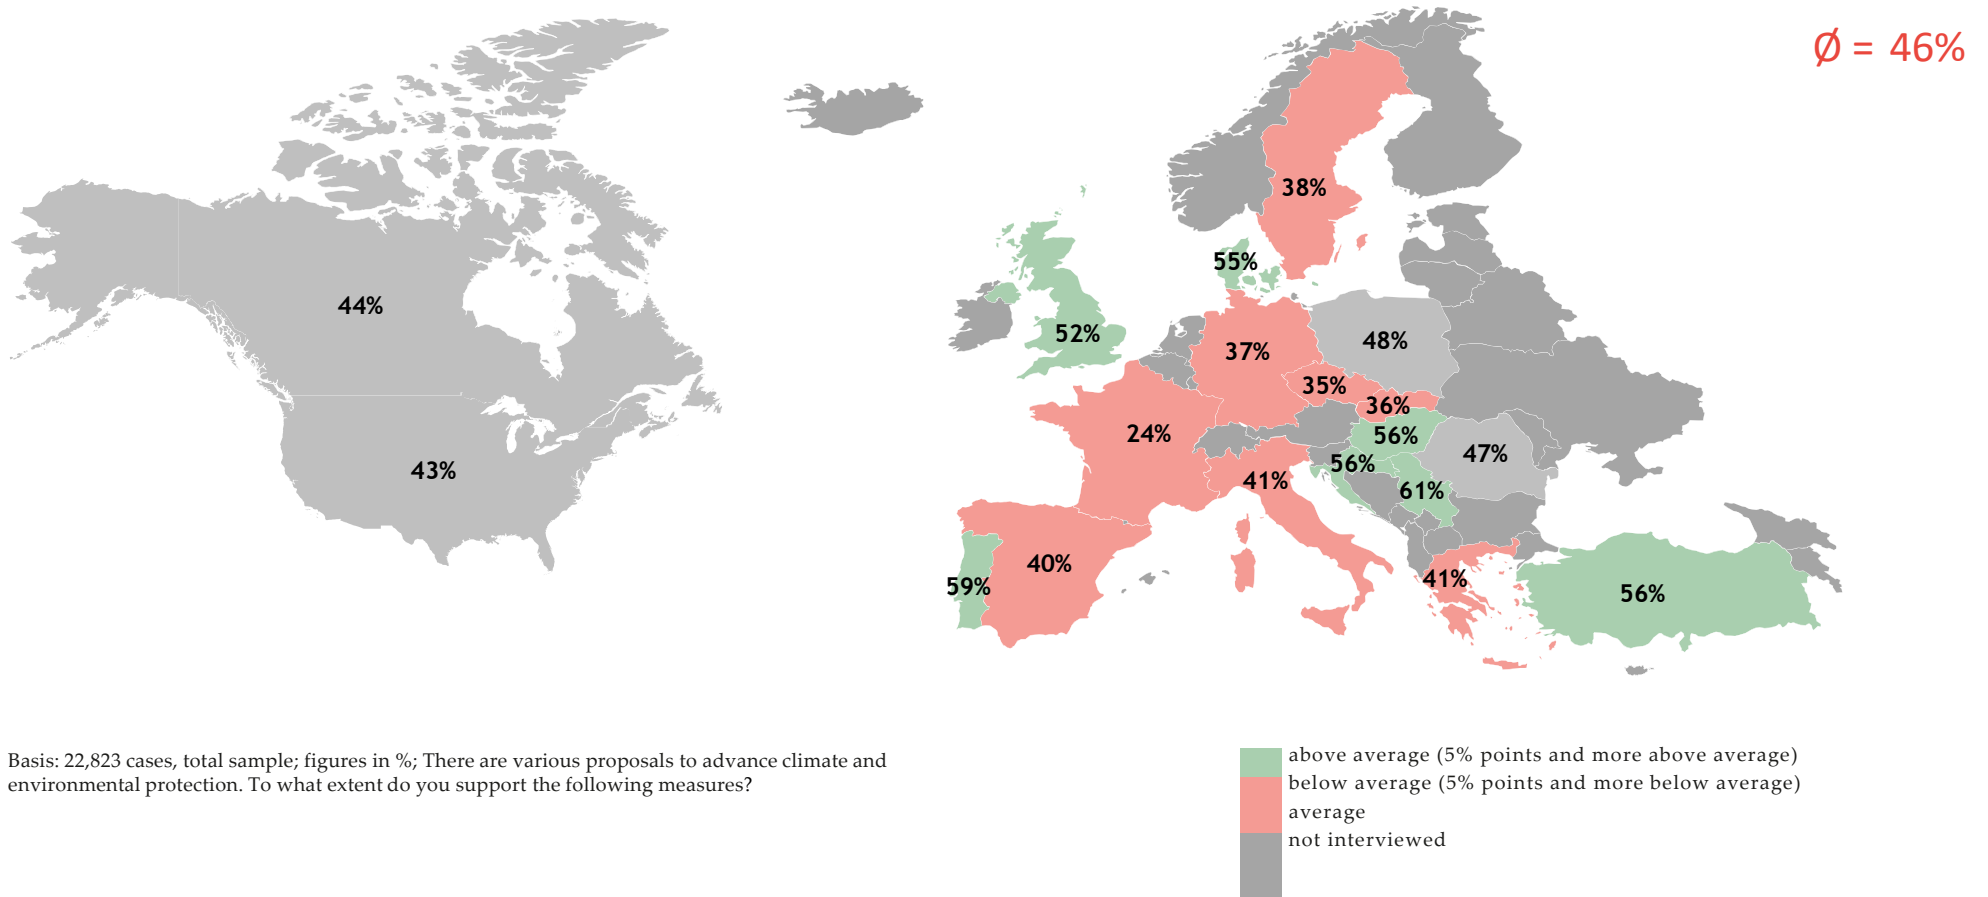 Ø = 46%
38%
55%
44%
52%
48%
37%
35%
36%
24%
56%
47%
56%
41%
43%
61%
40%
41%
59%
56%
Basis: 22,823 cases, total sample; figures in %; There are various proposals to advance climate and
environmental protection. To what extent do you support the following measures?
above average (5% points and more above average)
below average (5% points and more below average)
average
not interviewed